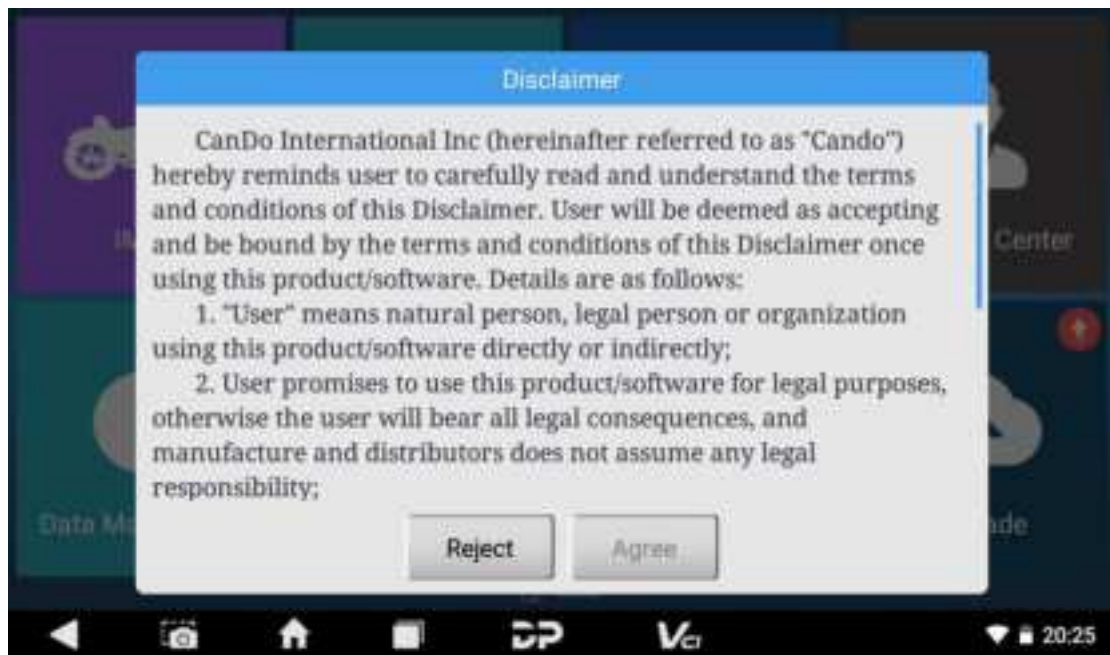 Disclaimer
CanDo International Inc (hereinafter referred to as "Cando")
hereby reminds user to carefully read and understand the terms
and conditions of this Disclaimer. User will be deemed as accepting
and be bound by the terms and conditions of this Disclaimer once
using this product/software. Details are as follows:
1. "User" means natural person, legal person or organization
using this product/software directly or indirectly;
2. User promises to use this product/software for legal purposes,
otherwise the user will bear all legal consequences, and
manufacture and distributors does not assume any legal
responsibility;
Center
Data
Reject
Agree
DP
VCI
20:25